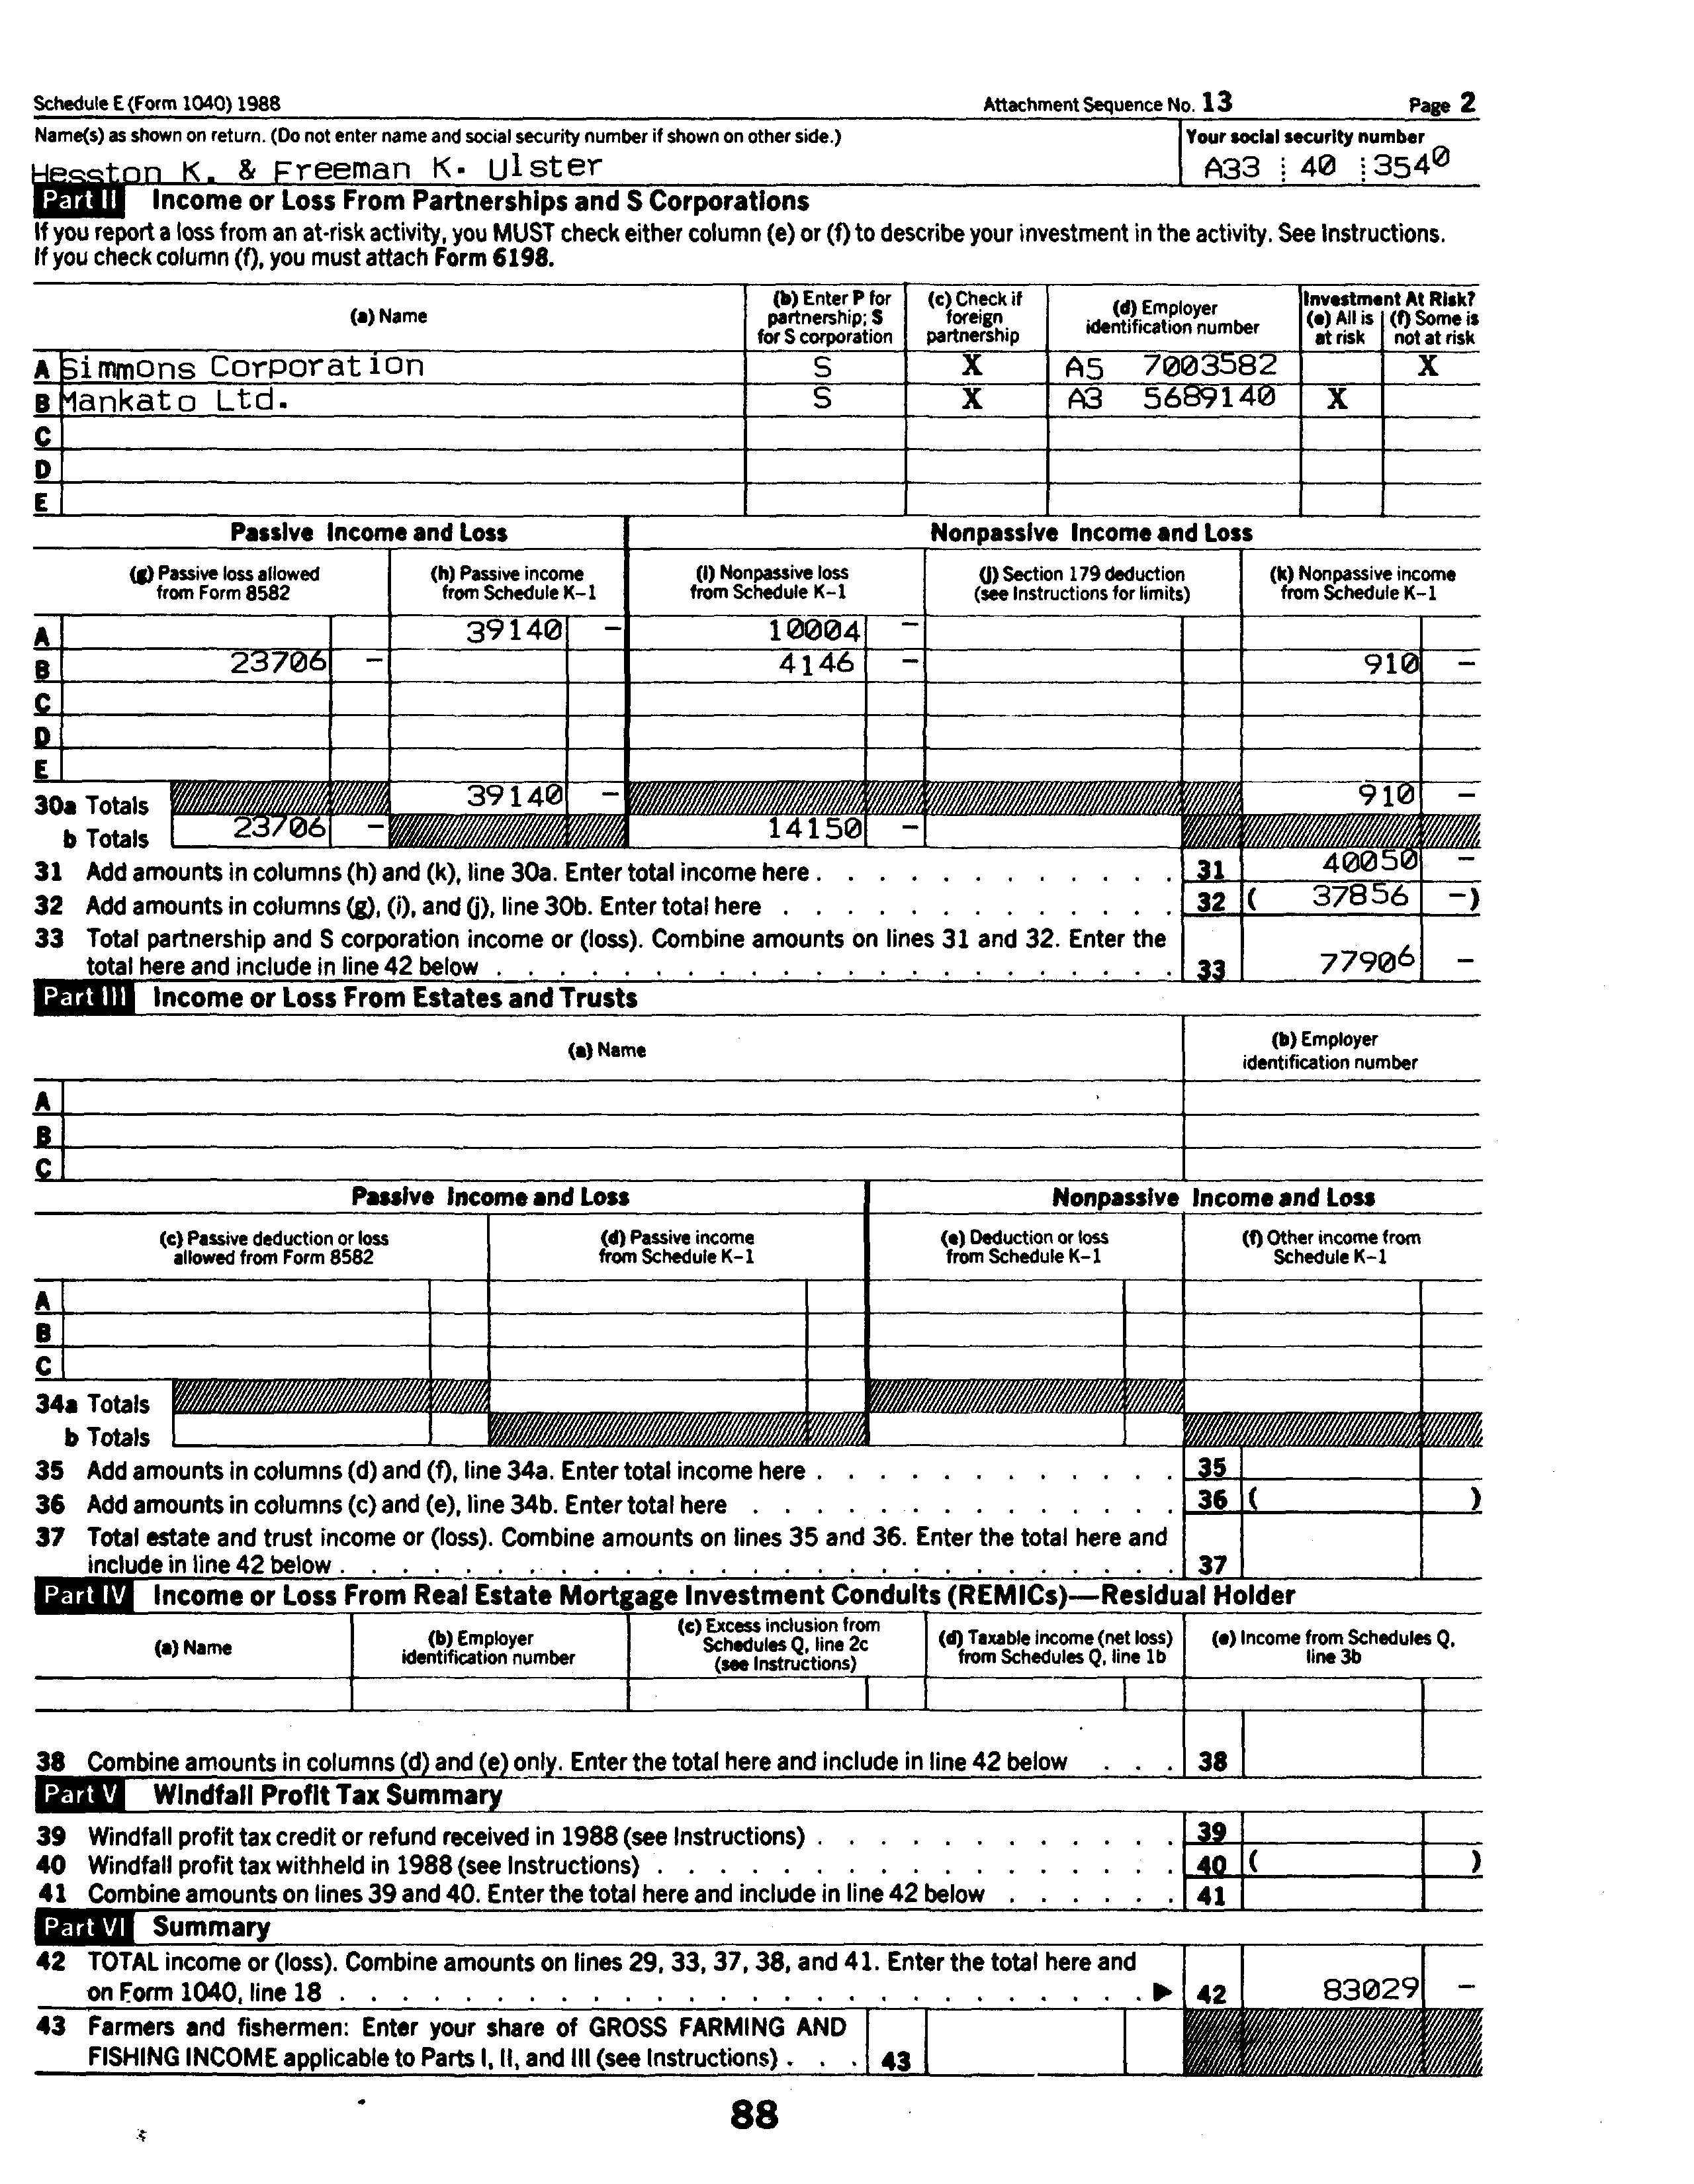 Schedule E (Form 1040) 1988 Attachment Sequence No. 13 Page 2
Name(s) as shown on return. (Do not enter name and social security number if shown on other side.) Your social security number
Hesston K. & Freeman K. Ulster A33 40 3540
Part II Income or Loss From Partnerships and S Corporations
If you report a loss from an at-risk activity, you MUST check either column (e) or (f) to describe your investment in the activity. See Instructions.
If you check column (f), you must attach Form 6198.
(a) Name
(b) Enter P for partnership; S for S corporation
(c) Check if foreign partnership
(d) Employer identification number
Investment At Risk?
(e) All is at risk
(f) Some is not at risk
A Simmons Corporation S X A5 7003582 X
B Mankato Ltd. S X A3 5689140 X
C
D
E
Passive Income and Loss Nonpassive Income and Loss
(g) Passive loss allowed from Form 8582
(h) Passive income from Schedule K–1
(i) Nonpassive loss from Schedule K–1
(j) Section 179 deduction (see Instructions for limits)
(k) Nonpassive income from Schedule K–1
A 39140 – 10004 –
B 23706 – 4146 – 910 –
C
D
E
30a Totals 39140 – 910 –
b Totals 23706 – 14150 –
31 Add amounts in columns (h) and (k), line 30a. Enter total income here . . . . . . . . . . . . 31 40050 –
32 Add amounts in columns (g), (i), and (j), line 30b. Enter total here . . . . . . . . . . . . . 32 ( 37856 –)
33 Total partnership and S corporation income or (loss). Combine amounts on lines 31 and 32. Enter the
total here and include in line 42 below . . . . . . . . . . . . . . . . . . . . . . 33 77906 –
Part III Income or Loss From Estates and Trusts
(a) Name
(b) Employer identification number
A
B
C
Passive Income and Loss Nonpassive Income and Loss
(c) Passive deduction or loss allowed from Form 8582
(d) Passive income from Schedule K–1
(e) Deduction or loss from Schedule K–1
(f) Other income from Schedule K–1
A
B
C
34a Totals
b Totals
35 Add amounts in columns (d) and (f), line 34a. Enter total income here . . . . . . . . . . . . 35
36 Add amounts in columns (c) and (e), line 34b. Enter total here . . . . . . . . . . . . . . 36 ( )
37 Total estate and trust income or (loss). Combine amounts on lines 35 and 36. Enter the total here and
include in line 42 below . . . . . . . . . . . . . . . . . . . . . . . . . . . 37
Part IV Income or Loss From Real Estate Mortgage Investment Conduits (REMICs)—Residual Holder
(a) Name
(b) Employer identification number
(c) Excess inclusion from Schedules Q, line 2c (see Instructions)
(d) Taxable income (net loss) from Schedules Q, line 1b
(e) Income from Schedules Q, line 3b
38 Combine amounts in columns (d) and (e) only. Enter the total here and include in line 42 below . . . 38
Part V Windfall Profit Tax Summary
39 Windfall profit tax credit or refund received in 1988 (see Instructions) . . . . . . . . . . . . 39
40 Windfall profit tax withheld in 1988 (see Instructions) . . . . . . . . . . . . . . . . . 40 ( )
41 Combine amounts on lines 39 and 40. Enter the total here and include in line 42 below . . . . . . 41
Part VI Summary
42 TOTAL income or (loss). Combine amounts on lines 29, 33, 37, 38, and 41. Enter the total here and
on Form 1040, line 18 . . . . . . . . . . . . . . . . . . . . . . . . . . ► 42 83029 –
43 Farmers and fishermen: Enter your share of GROSS FARMING AND
FISHING INCOME applicable to Parts I, II, and III (see Instructions) . . . 43
88